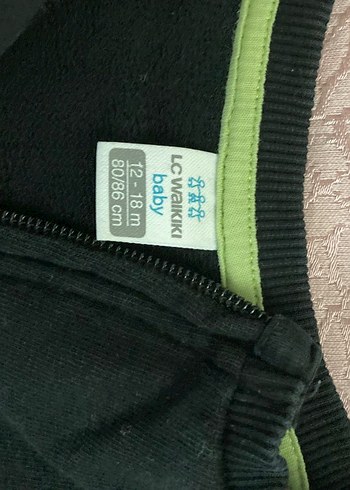 LC WAIKIKI
baby
12 - 18 m
80/86 cm